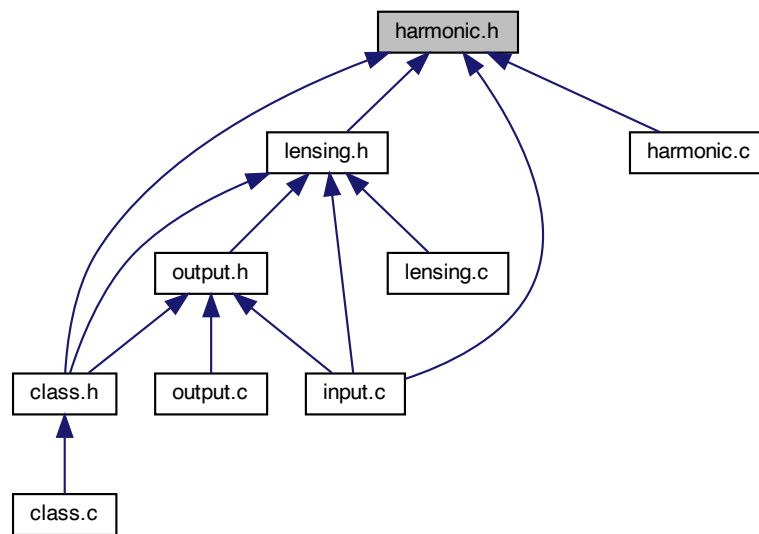 harmonic.h
lensing.h
harmonic.c
output.h
lensing.c
class.h
output.c
input.c
class.c